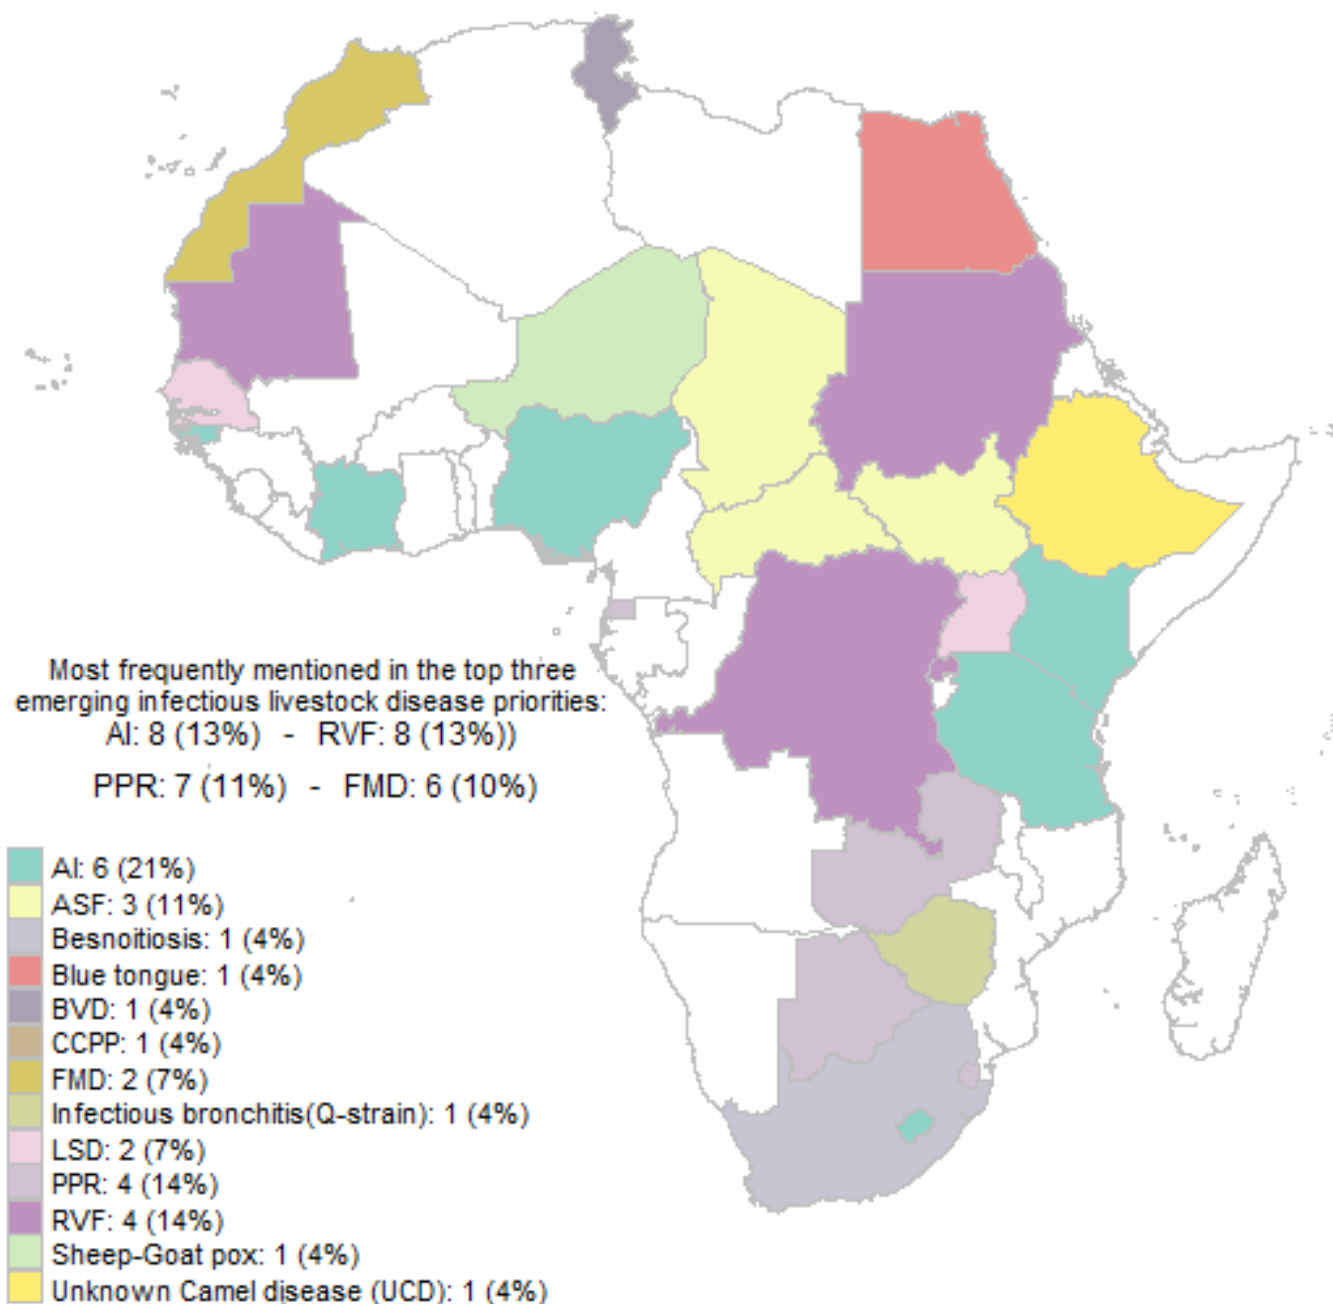 Most frequently mentioned in the top three
emerging infectious livestock disease priorities:
AI: 8 (13%) - RVF: 8 (13%))
PPR: 7 (11%) - FMD: 6 (10%)
AI: 6 (21%)
ASF: 3 (11%)
Besnoitiosis: 1 (4%)
Blue tongue: 1 (4%)
BVD: 1 (4%)
CCPP: 1 (4%)
FMD: 2 (7%)
Infectious bronchitis(Q-strain): 1 (4%)
LSD: 2 (7%)
PPR: 4 (14%)
RVF: 4 (14%)
Sheep-Goat pox: 1 (4%)
Unknown Camel disease (UCD): 1 (4%)